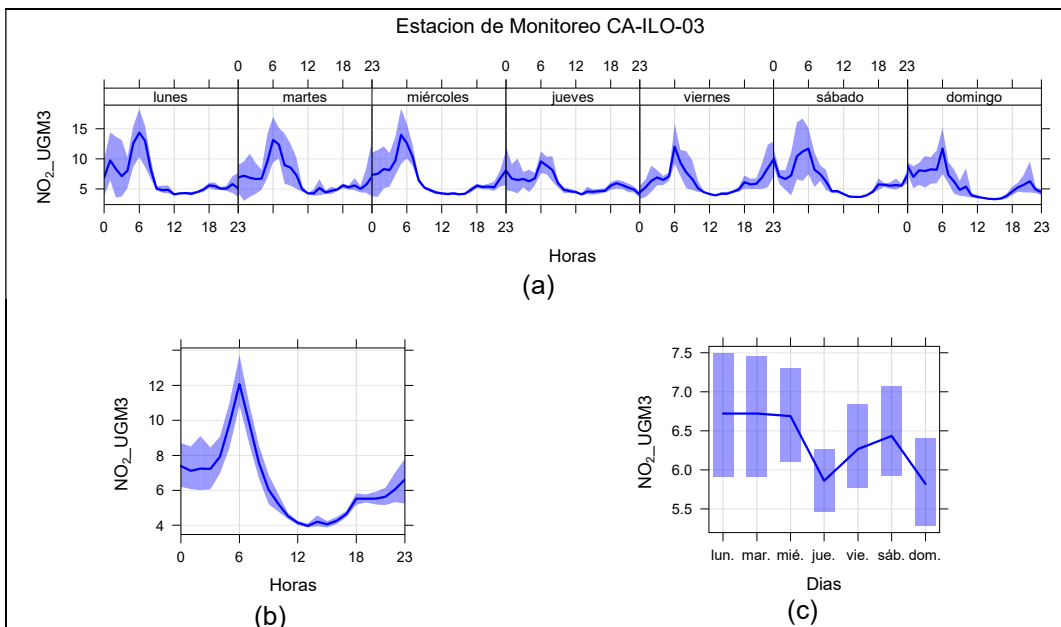 Estacion de Monitoreo CA-ILO-03
0 6 12 18 23 0 6 12 18 23 0 6 12 18 23
lunes martes miércoles jueves viernes sábado domingo
15
10
5
NO₂_UGM3
0 6 12 18 23 0 6 12 18 23 0 6 12 18 23 0 6 12 18 23
Horas
(a)
12
10
8
6
4
NO₂_UGM3
0 6 12 18 23
Horas
(b)
7.5
7.0
6.5
6.0
5.5
NO₂_UGM3
lun. mar. mié. jue. vie. sáb. dom.
Dias
(c)